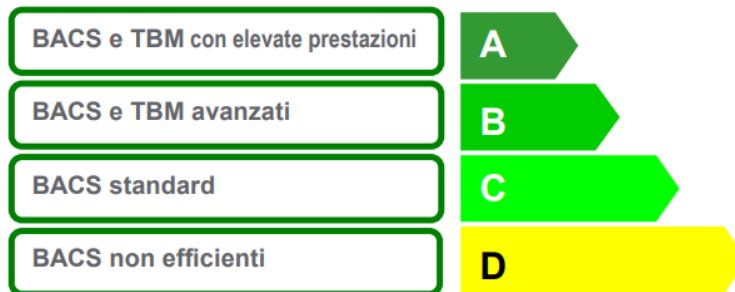 BACS e TBM con elevate prestazioni A
BACS e TBM avanzati B
BACS standard C
BACS non efficienti D